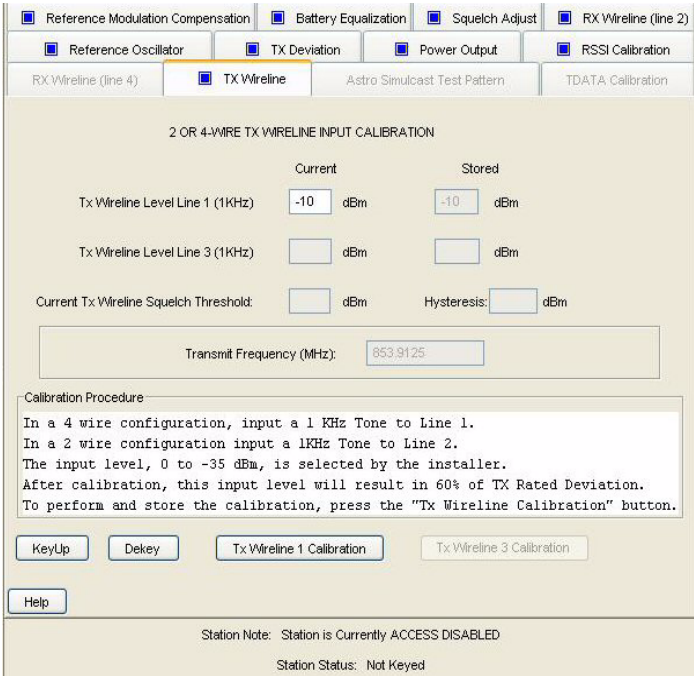 Reference Modulation Compensation Battery Equalization Squelch Adjust RX Wireline (line 2)
Reference Oscillator TX Deviation Power Output RSSI Calibration
RX Wireline (line 4) TX Wireline Astro Simulcast Test Pattern TDATA Calibration
2 OR 4-WIRE TX WIRELINE INPUT CALIBRATION
Current Stored
Tx Wireline Level Line 1 (1KHz) -10 dBm -10 dBm
Tx Wireline Level Line 3 (1KHz) dBm dBm
Current Tx Wireline Squelch Threshold: dBm Hysteresis: dBm
Transmit Frequency (MHz): 853.9125
Calibration Procedure
In a 4 wire configuration, input a 1 KHz Tone to Line 1.
In a 2 wire configuration input a 1KHz Tone to Line 2.
The input level, 0 to -35 dBm, is selected by the installer.
After calibration, this input level will result in 60% of TX Rated Deviation.
To perform and store the calibration, press the "Tx Wireline Calibration" button.
KeyUp Dekey Tx Wireline 1 Calibration Tx Wireline 3 Calibration
Help
Station Note: Station is Currently ACCESS DISABLED
Station Status: Not Keyed